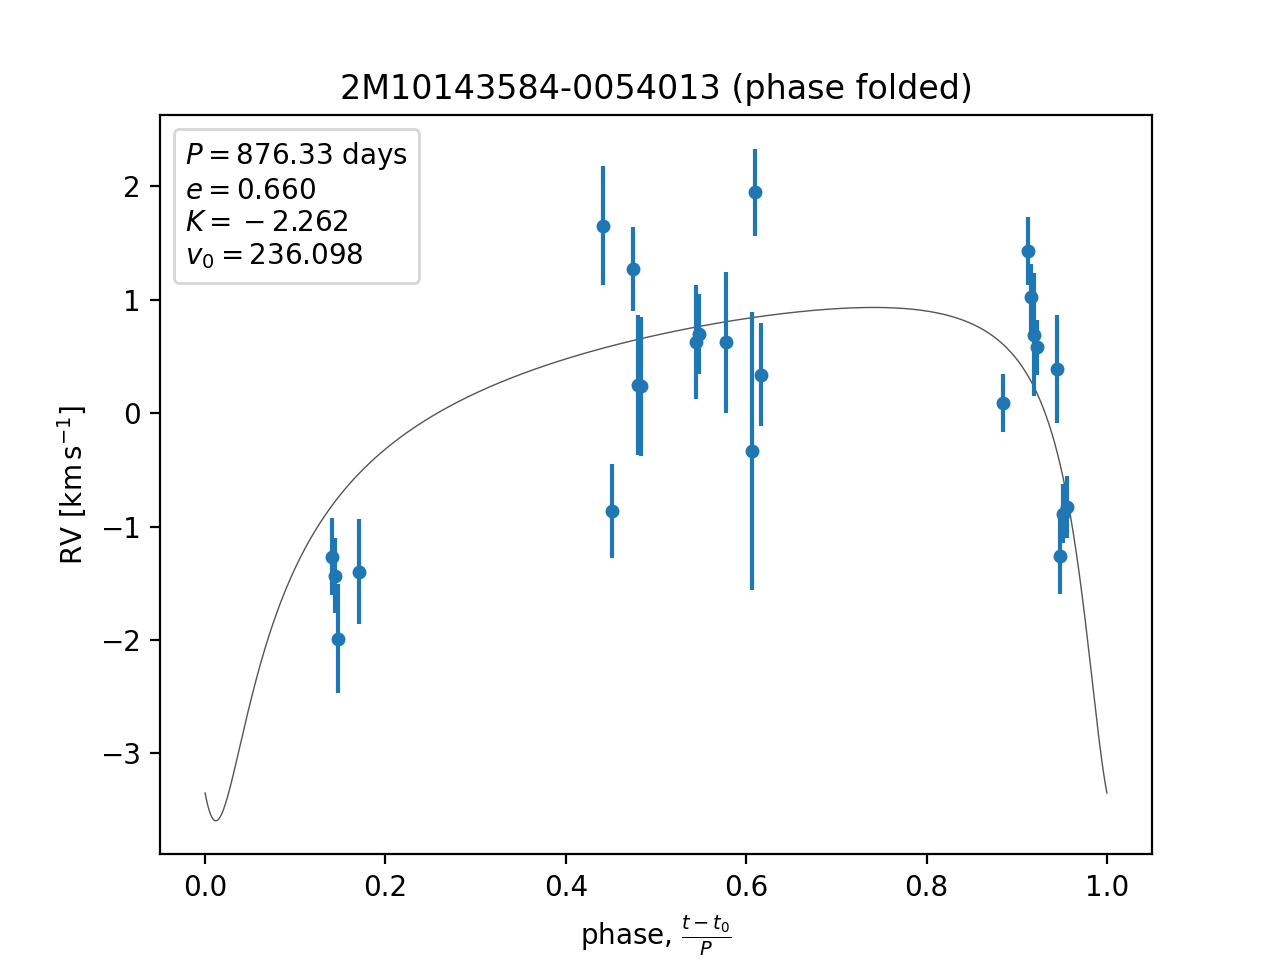 2M10143584-0054013 (phase folded)
P = 876.33 days
e = 0.660
K = −2.262
v₀ = 236.098
2
1
0
−1
−2
−3
RV [km s⁻¹]
0.0 0.2 0.4 0.6 0.8 1.0
phase, (t − t₀)/P